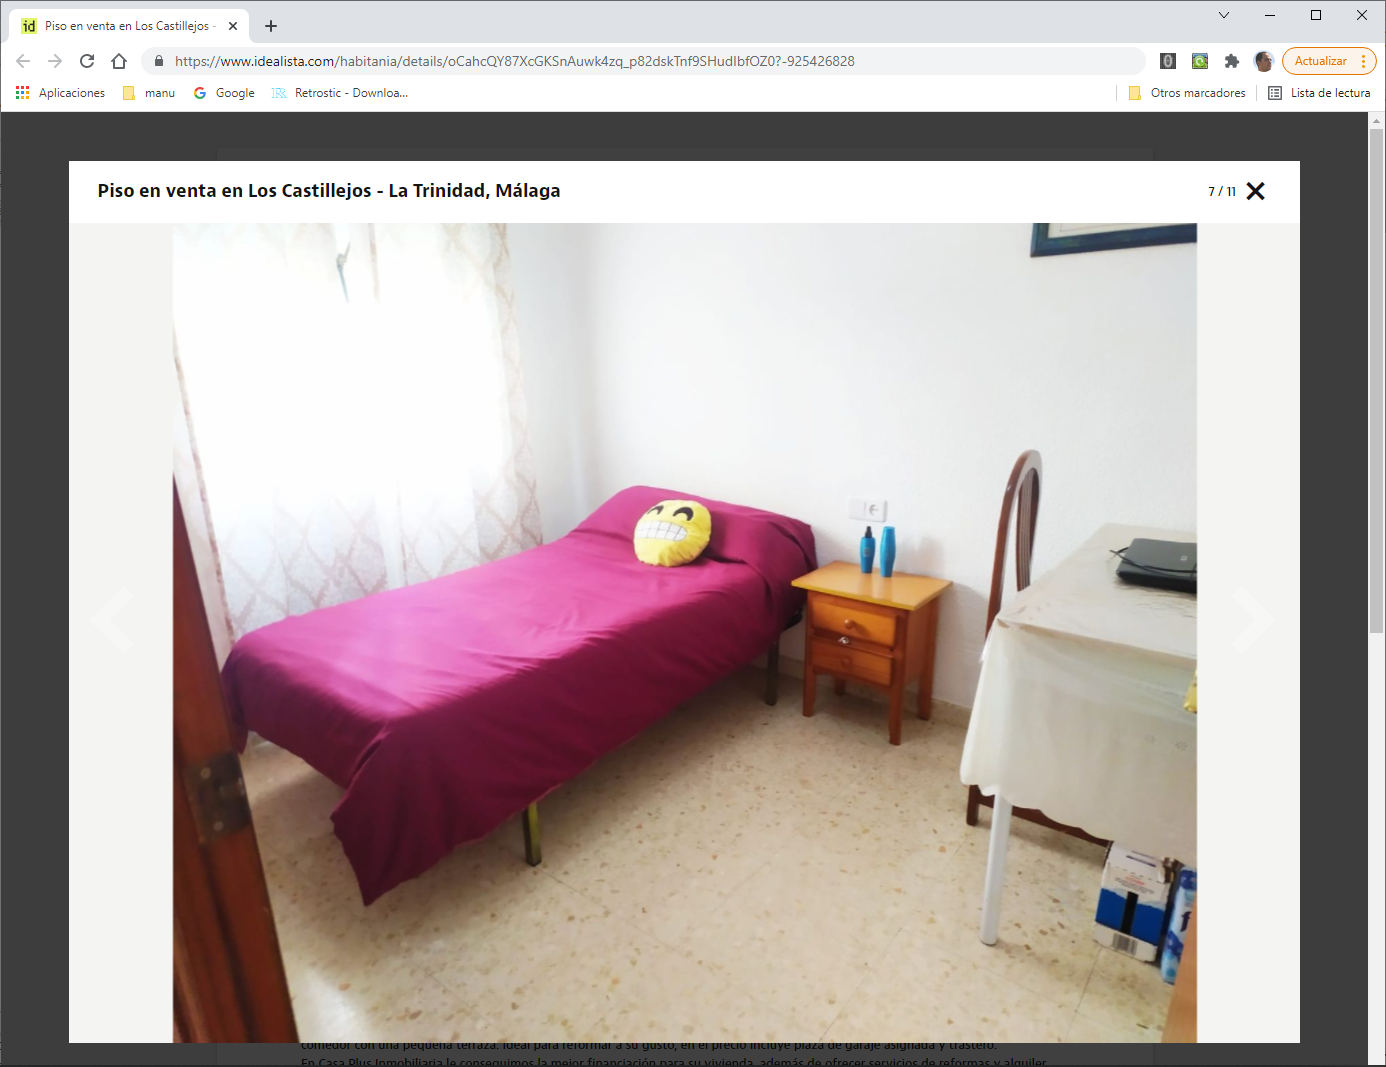 id Piso en venta en Los Castillejos -
https://www.idealista.com/habitania/details/oCahcQY87XcGKSnAuwk4zq_p82dskTnf9SHudIbfOZ0?-925426828
Actualizar
Aplicaciones manu Google Retrostic - Downloa... Otros marcadores Lista de lectura
Piso en venta en Los Castillejos - La Trinidad, Málaga 7 / 11
comedor con una pequeña terraza. Ideal para reformar a su gusto, en el precio incluye plaza de garaje asignada y trastero.
En Casa Plus Inmobiliaria le conseguimos la mejor financiación para su vivienda, además de ofrecer servicios de reformas y alquiler